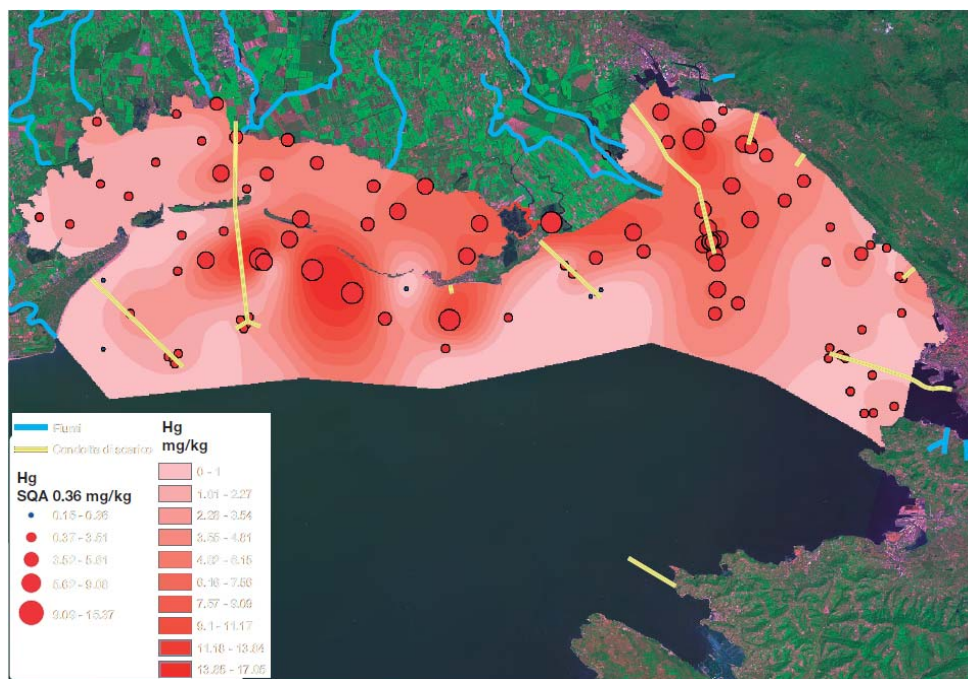 Fiumi
Condotte di scarico
Hg
SQA 0.36 mg/kg
0.15 - 0.36
0.37 - 3.51
3.52 - 5.61
5.62 - 9.08
9.09 - 15.37
Hg
mg/kg
0 - 1
1.01 - 2.27
2.28 - 3.54
3.55 - 4.81
4.82 - 6.15
6.16 - 7.56
7.57 - 9.09
9.1 - 11.17
11.18 - 13.84
13.85 - 17.85